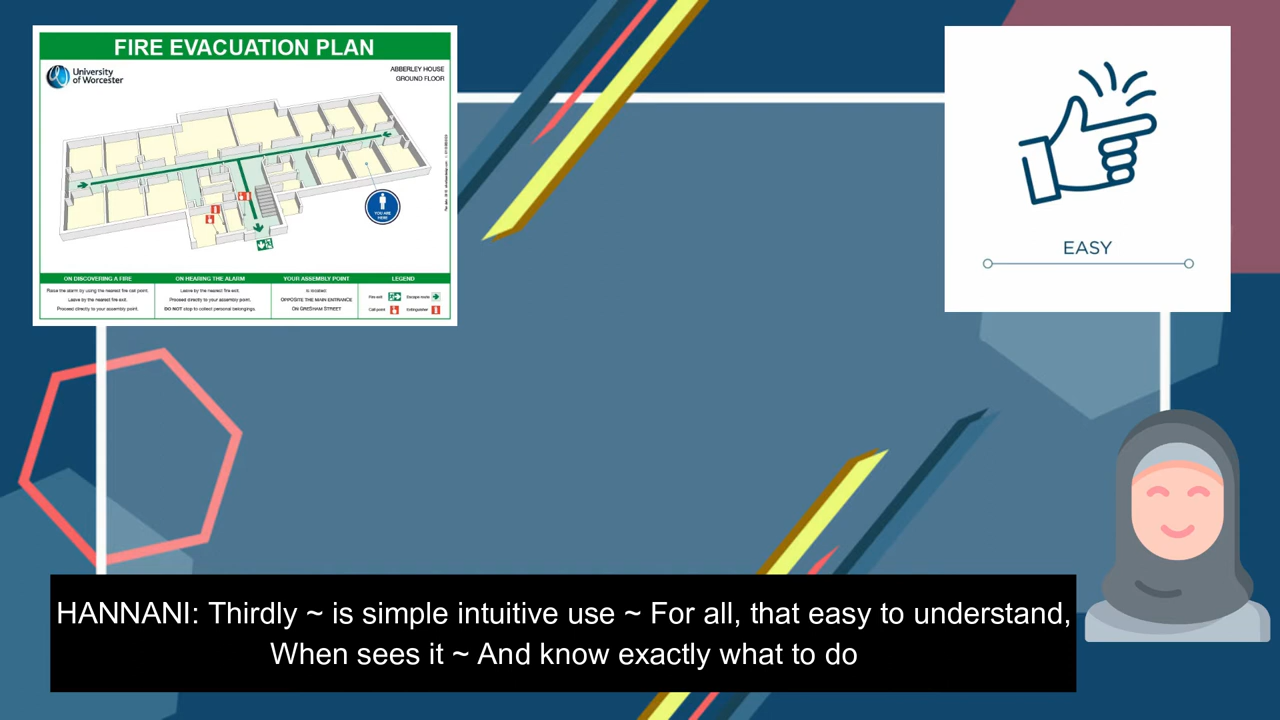 FIRE EVACUATION PLAN
University
of Worcester
ABBERLEY HOUSE
GROUND FLOOR
YOU ARE
HERE
ON DISCOVERING A FIRE
Raise the alarm by using the nearest fire call point.
Leave by the nearest fire exit.
Proceed directly to your assembly point.
ON HEARING THE ALARM
Leave by the nearest fire exit.
Proceed directly to your assembly point.
DO NOT stop to collect personal belongings.
YOUR ASSEMBLY POINT
is located
OPPOSITE THE MAIN ENTRANCE
ON GRESHAM STREET
LEGEND
Fire exit
Escape route
Call point
Extinguisher
EASY
HANNANI: Thirdly ~ is simple intuitive use ~ For all, that easy to understand,
When sees it ~ And know exactly what to do